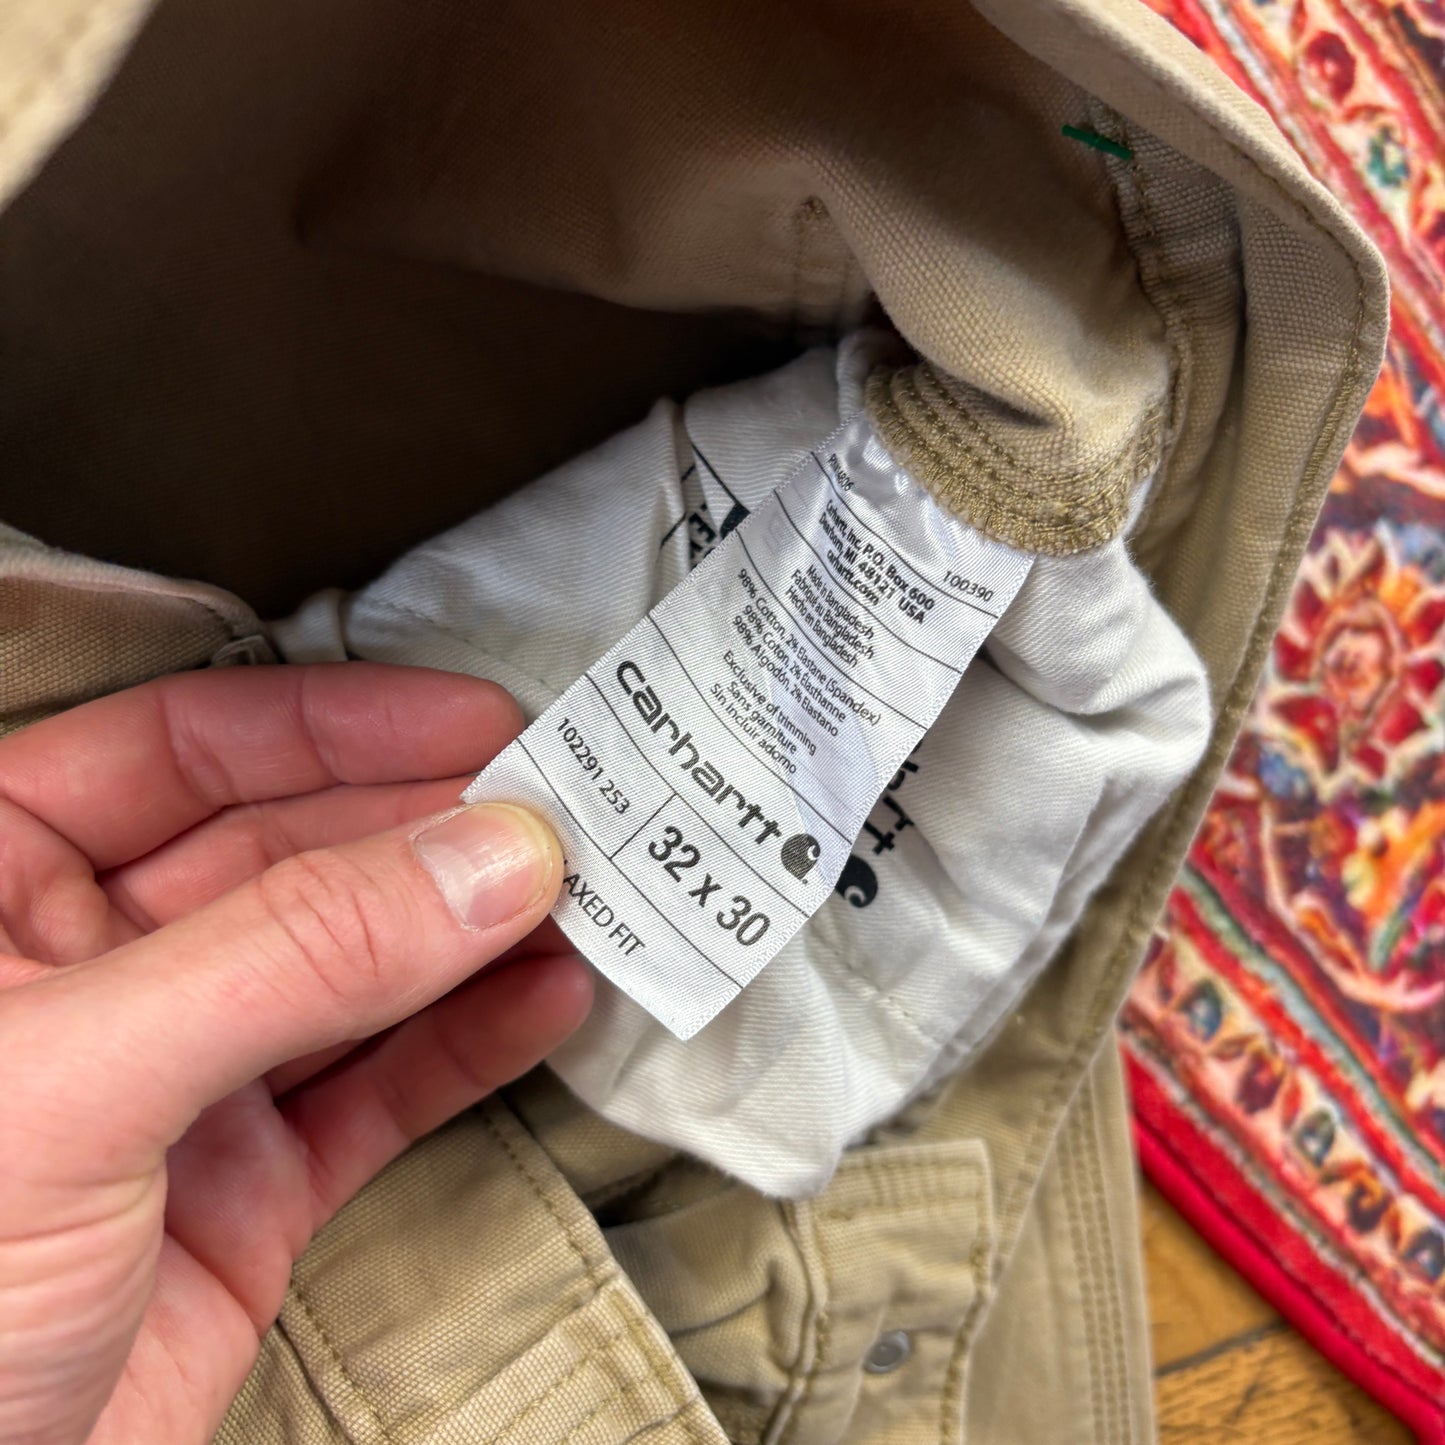 RN 14806
100390
Carhartt, Inc. P.O. Box 600
Dearborn, MI 48121 USA
carhartt.com
Made in Bangladesh
Fabriqué au Bangladesh
Hecho en Bangladesh
98% Cotton, 2% Elastane (Spandex)
98% Coton, 2% Élasthanne
98% Algodón, 2% Elastano
Exclusive of trimming
Sans garniture
Sin incluir adorno
carhartt
102291 253
32 x 30
AXED FIT